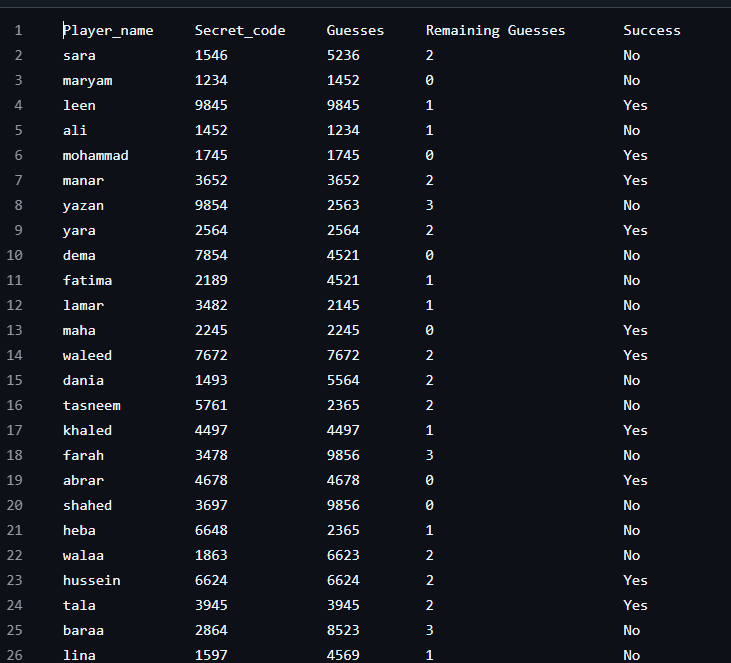 1 Player_name Secret_code Guesses Remaining Guesses Success
2 sara 1546 5236 2 No
3 maryam 1234 1452 0 No
4 leen 9845 9845 1 Yes
5 ali 1452 1234 1 No
6 mohammad 1745 1745 0 Yes
7 manar 3652 3652 2 Yes
8 yazan 9854 2563 3 No
9 yara 2564 2564 2 Yes
10 dema 7854 4521 0 No
11 fatima 2189 4521 1 No
12 lamar 3482 2145 1 No
13 maha 2245 2245 0 Yes
14 waleed 7672 7672 2 Yes
15 dania 1493 5564 2 No
16 tasneem 5761 2365 2 No
17 khaled 4497 4497 1 Yes
18 farah 3478 9856 3 No
19 abrar 4678 4678 0 Yes
20 shahed 3697 9856 0 No
21 heba 6648 2365 1 No
22 walaa 1863 6623 2 No
23 hussein 6624 6624 2 Yes
24 tala 3945 3945 2 Yes
25 baraa 2864 8523 3 No
26 lina 1597 4569 1 No